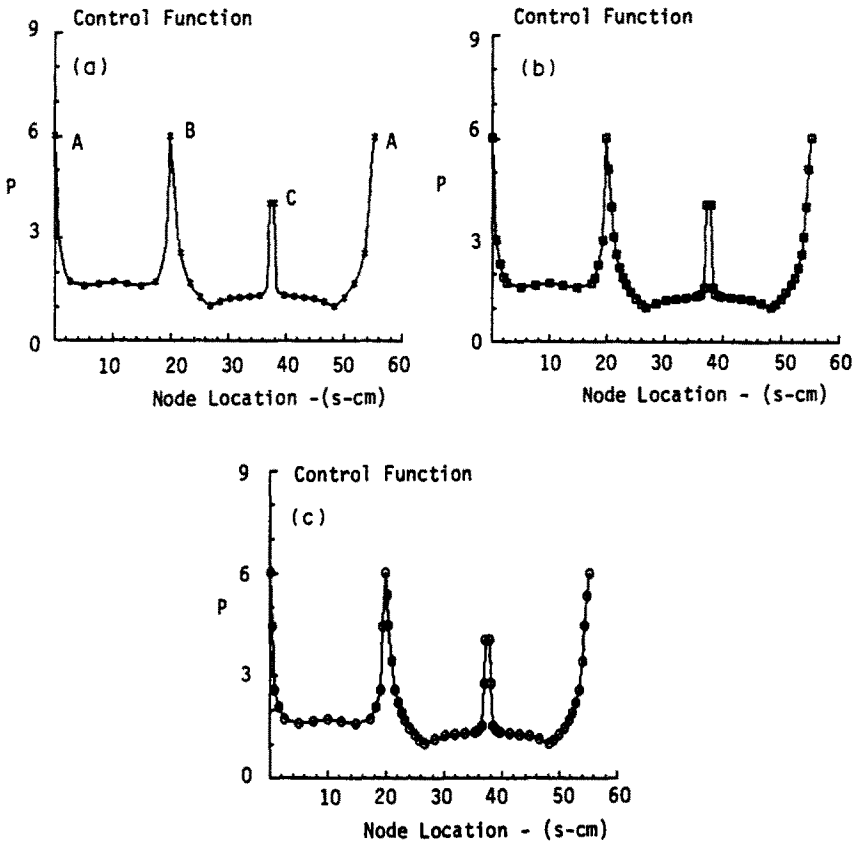 Control Function
(a)
9
6
3
0
P
A
B
C
A
10 20 30 40 50 60
Node Location -(s-cm)
Control Function
(b)
9
6
3
0
P
10 20 30 40 50 60
Node Location - (s-cm)
Control Function
(c)
9
6
3
0
P
10 20 30 40 50 60
Node Location - (s-cm)